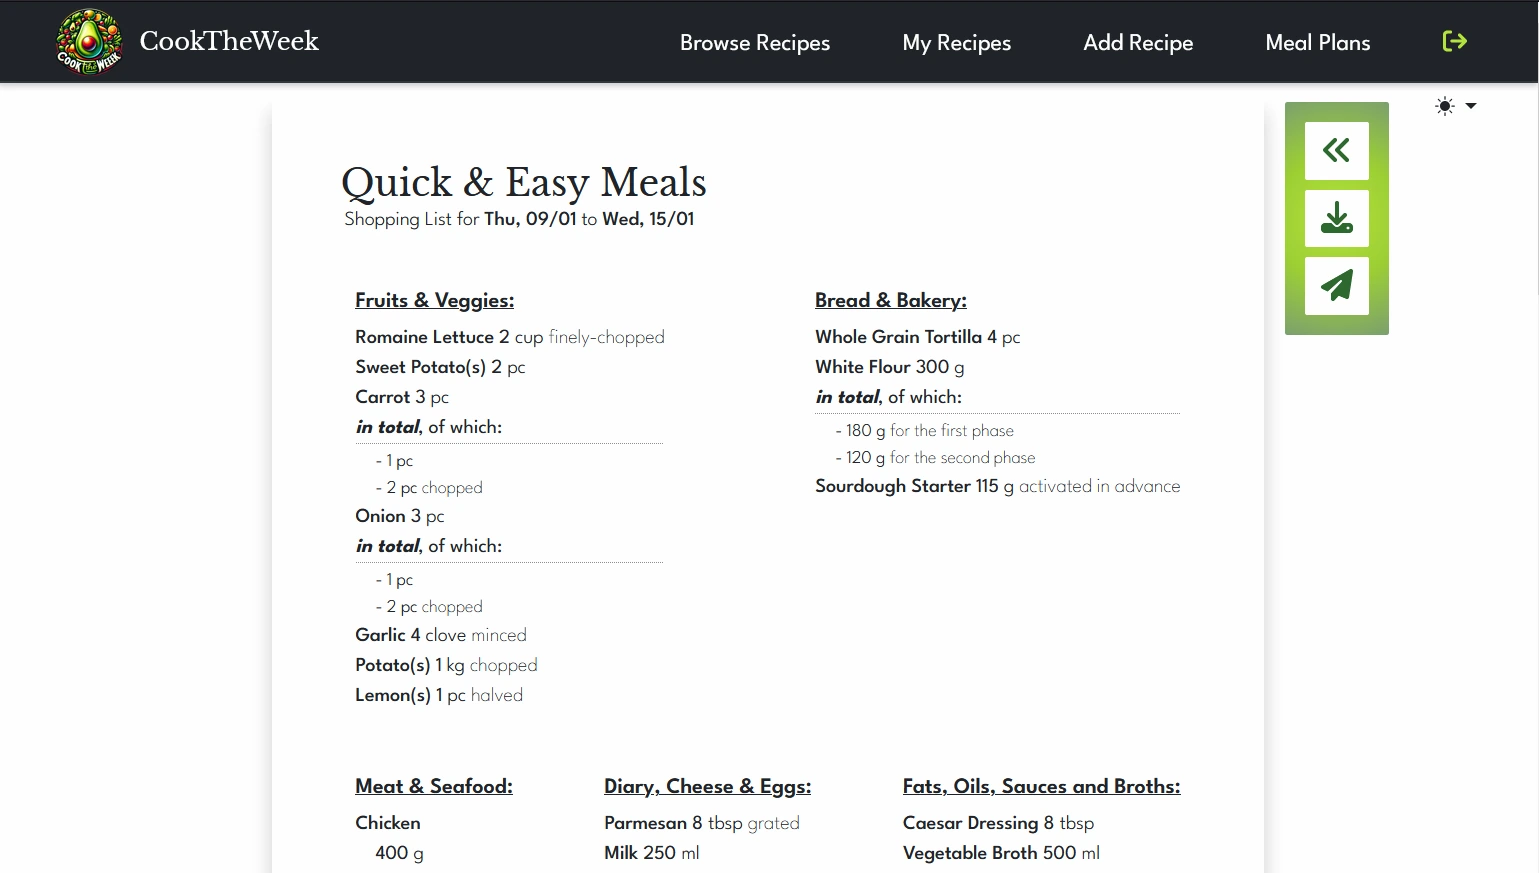 COOK the WEEK
CookTheWeek
Browse Recipes
My Recipes
Add Recipe
Meal Plans
Quick & Easy Meals
Shopping List for Thu, 09/01 to Wed, 15/01
Fruits & Veggies:
Romaine Lettuce 2 cup finely-chopped
Sweet Potato(s) 2 pc
Carrot 3 pc
in total, of which:
- 1 pc
- 2 pc chopped
Onion 3 pc
in total, of which:
- 1 pc
- 2 pc chopped
Garlic 4 clove minced
Potato(s) 1 kg chopped
Lemon(s) 1 pc halved
Bread & Bakery:
Whole Grain Tortilla 4 pc
White Flour 300 g
in total, of which:
- 180 g for the first phase
- 120 g for the second phase
Sourdough Starter 115 g activated in advance
Meat & Seafood:
Chicken
400 g
Diary, Cheese & Eggs:
Parmesan 8 tbsp grated
Milk 250 ml
Fats, Oils, Sauces and Broths:
Caesar Dressing 8 tbsp
Vegetable Broth 500 ml